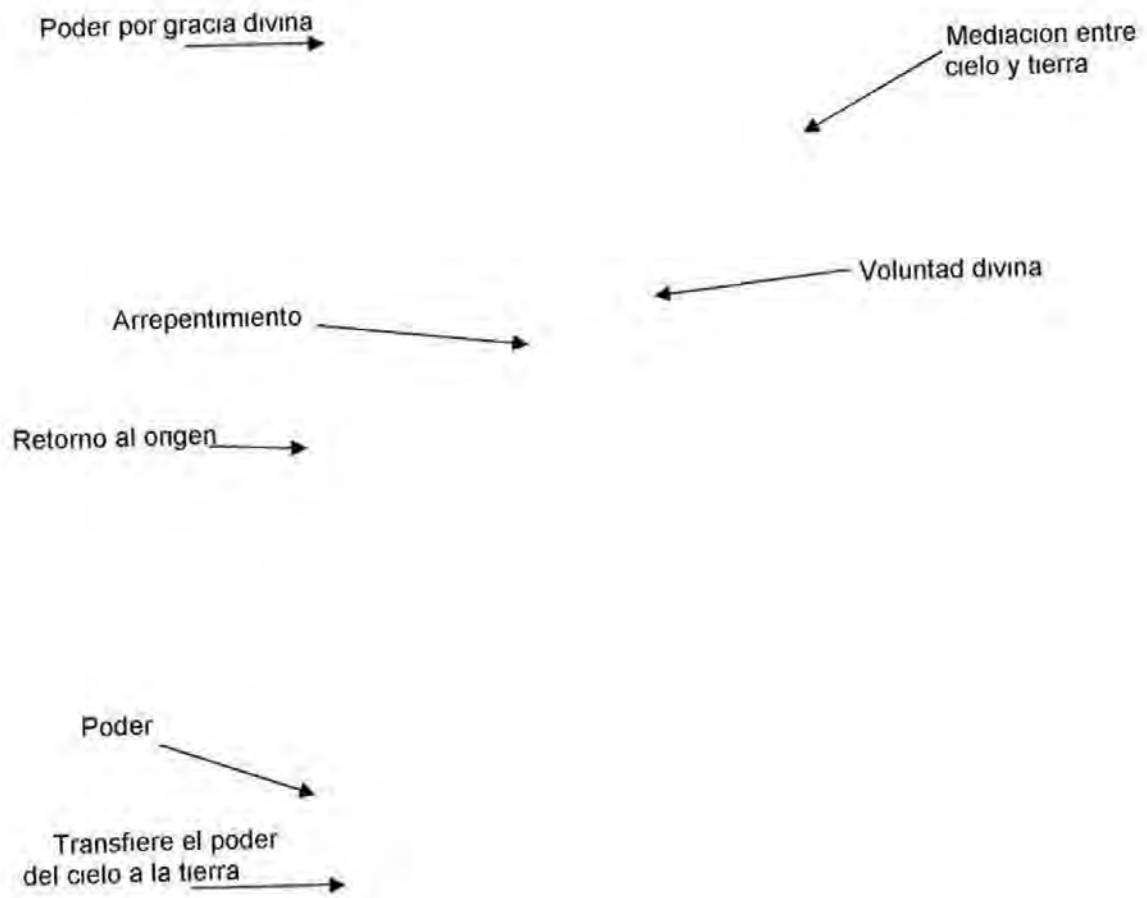 Poder por gracia divina
Mediacion entre
cielo y tierra
Voluntad divina
Arrepentimiento
Retorno al origen
Poder
Transfiere el poder
del cielo a la tierra